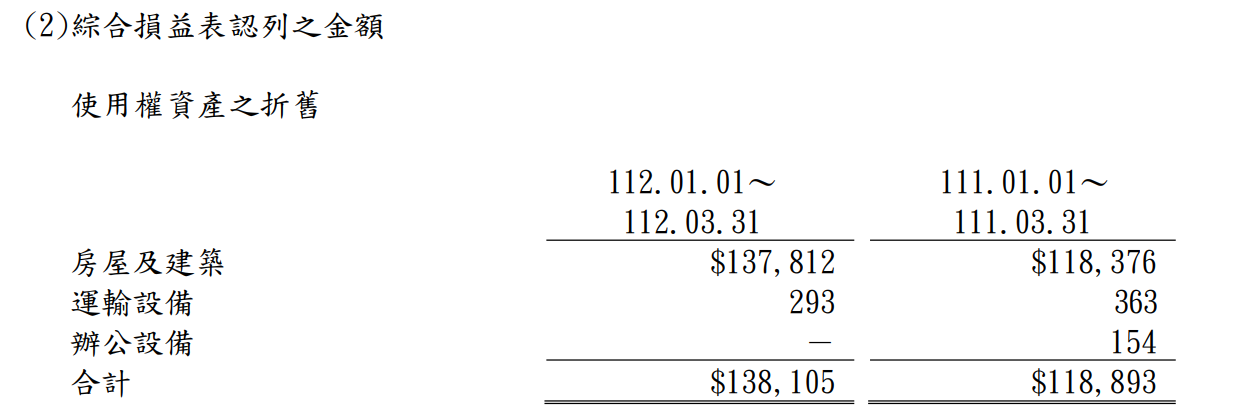 (2)綜合損益表認列之金額
使用權資產之折舊
112.01.01～ 111.01.01～
112.03.31 111.03.31
房屋及建築 $137,812 $118,376
運輸設備 293 363
辦公設備 － 154
合計 $138,105 $118,893